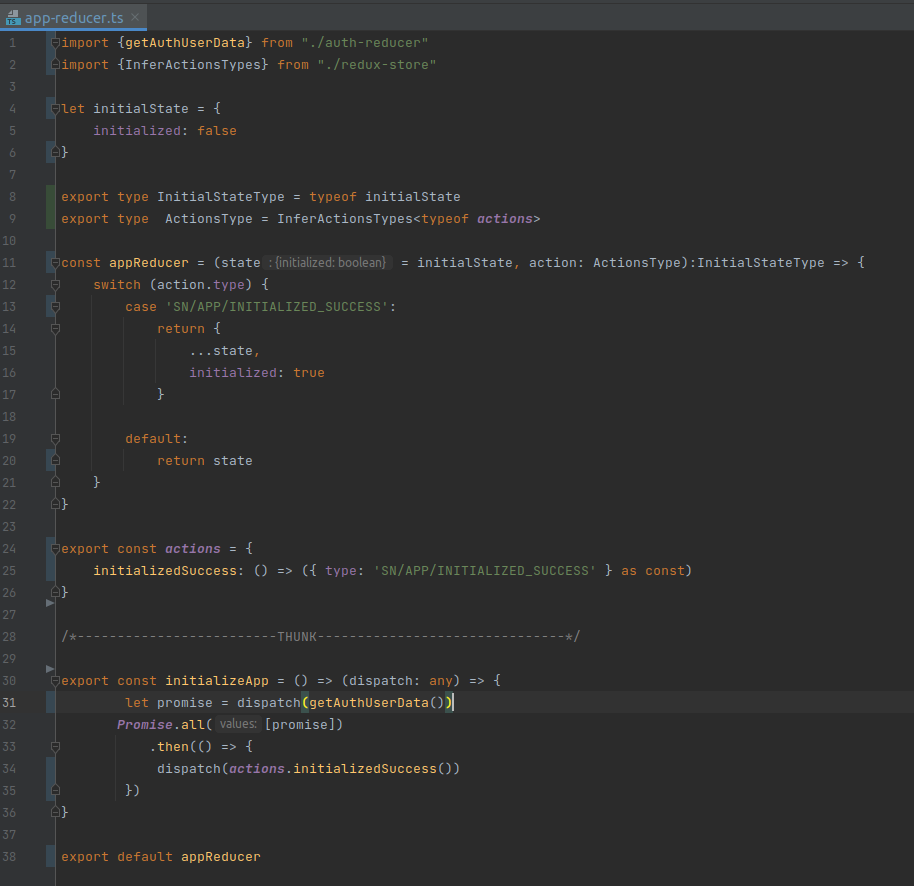 TS app-reducer.ts ×
1 import {getAuthUserData} from "./auth-reducer"
2 import {InferActionsTypes} from "./redux-store"
3
4 let initialState = {
5     initialized: false
6 }
7
8 export type InitialStateType = typeof initialState
9 export type  ActionsType = InferActionsTypes<typeof actions>
10
11 const appReducer = (state : {initialized: boolean} = initialState, action: ActionsType):InitialStateType => {
12     switch (action.type) {
13         case 'SN/APP/INITIALIZED_SUCCESS':
14             return {
15                 ...state,
16                 initialized: true
17             }
18
19         default:
20             return state
21     }
22 }
23
24 export const actions = {
25     initializedSuccess: () => ({ type: 'SN/APP/INITIALIZED_SUCCESS' } as const)
26 }
27
28 /*-------------------------THUNK-------------------------------*/
29
30 export const initializeApp = () => (dispatch: any) => {
31         let promise = dispatch(getAuthUserData())
32        Promise.all( values: [promise])
33            .then(() => {
34             dispatch(actions.initializedSuccess())
35         })
36 }
37
38 export default appReducer